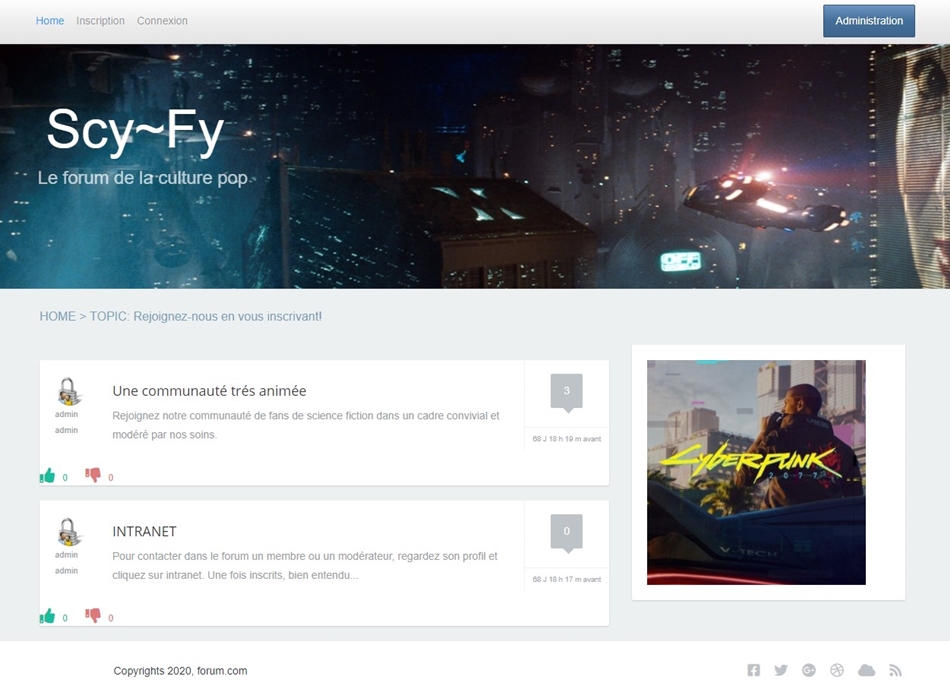 Home Inscription Connexion Administration
Scy~Fy
Le forum de la culture pop
OFF
HOME > TOPIC: Rejoignez-nous en vous inscrivant!
Une communauté trés animée
3
admin
Rejoignez notre communauté de fans de science fiction dans un cadre convivial et
admin
modéré par nos soins.
68 J 18 h 19 m avant
0 0
INTRANET
0
admin
Pour contacter dans le forum un membre ou un modérateur, regardez son profil et
admin
cliquez sur intranet. Une fois inscrits, bien entendu...
68 J 18 h 17 m avant
0 0
Cyberpunk
2077
V-TECH
Copyrights 2020, forum.com